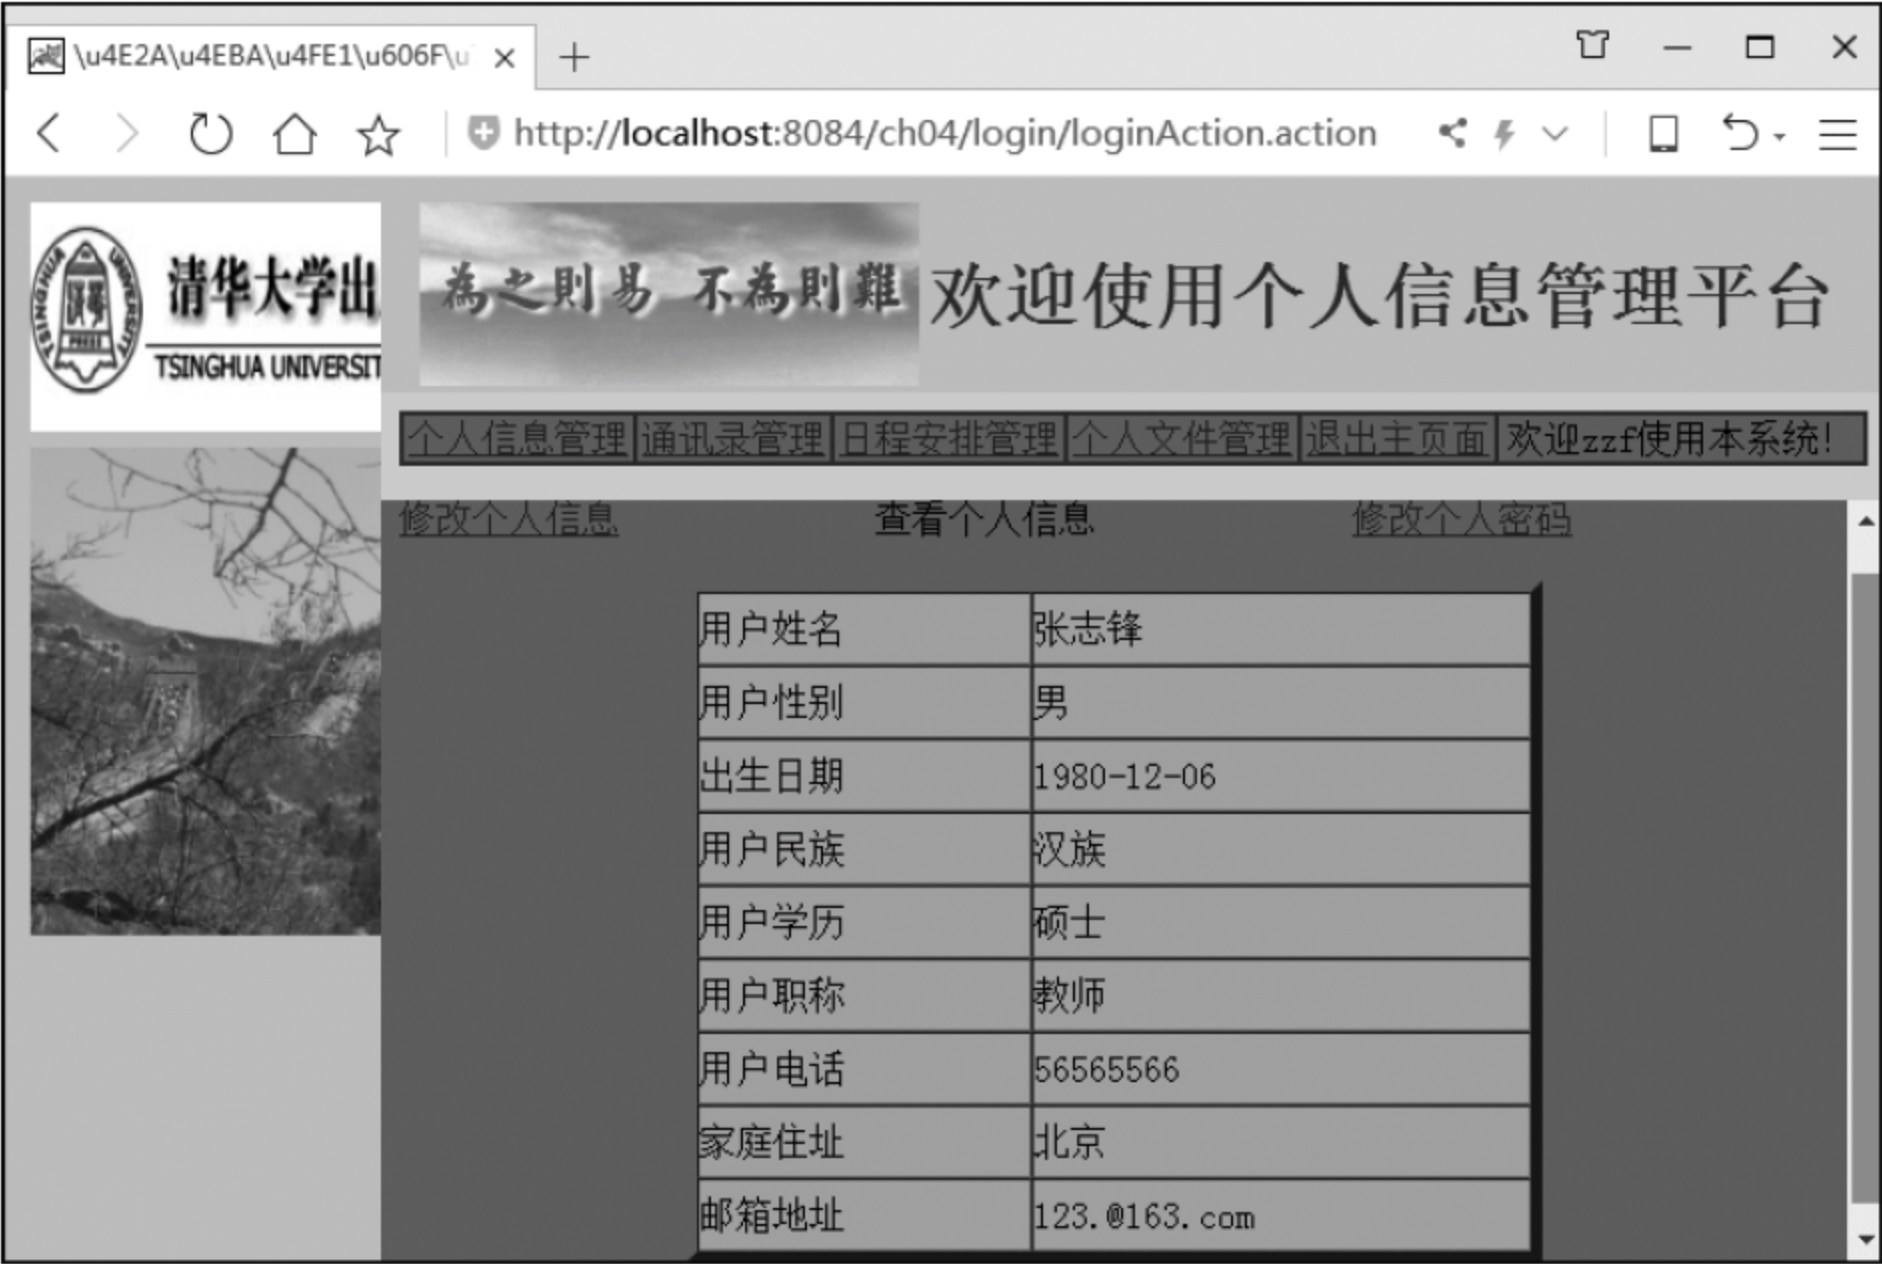 \u4E2A\u4EBA\u4FE1\u606F\u
http://localhost:8084/ch04/login/loginAction.action
清华大学出
TSINGHUA UNIVERSIT
TSINGHUA UNIVERSITY
PRESS
為之則易 不為則難
欢迎使用个人信息管理平台
个人信息管理 通讯录管理 日程安排管理 个人文件管理 退出主页面 欢迎zzf使用本系统!
修改个人信息 查看个人信息 修改个人密码
用户姓名 张志锋
用户性别 男
出生日期 1980-12-06
用户民族 汉族
用户学历 硕士
用户职称 教师
用户电话 56565566
家庭住址 北京
邮箱地址 123.@163.com